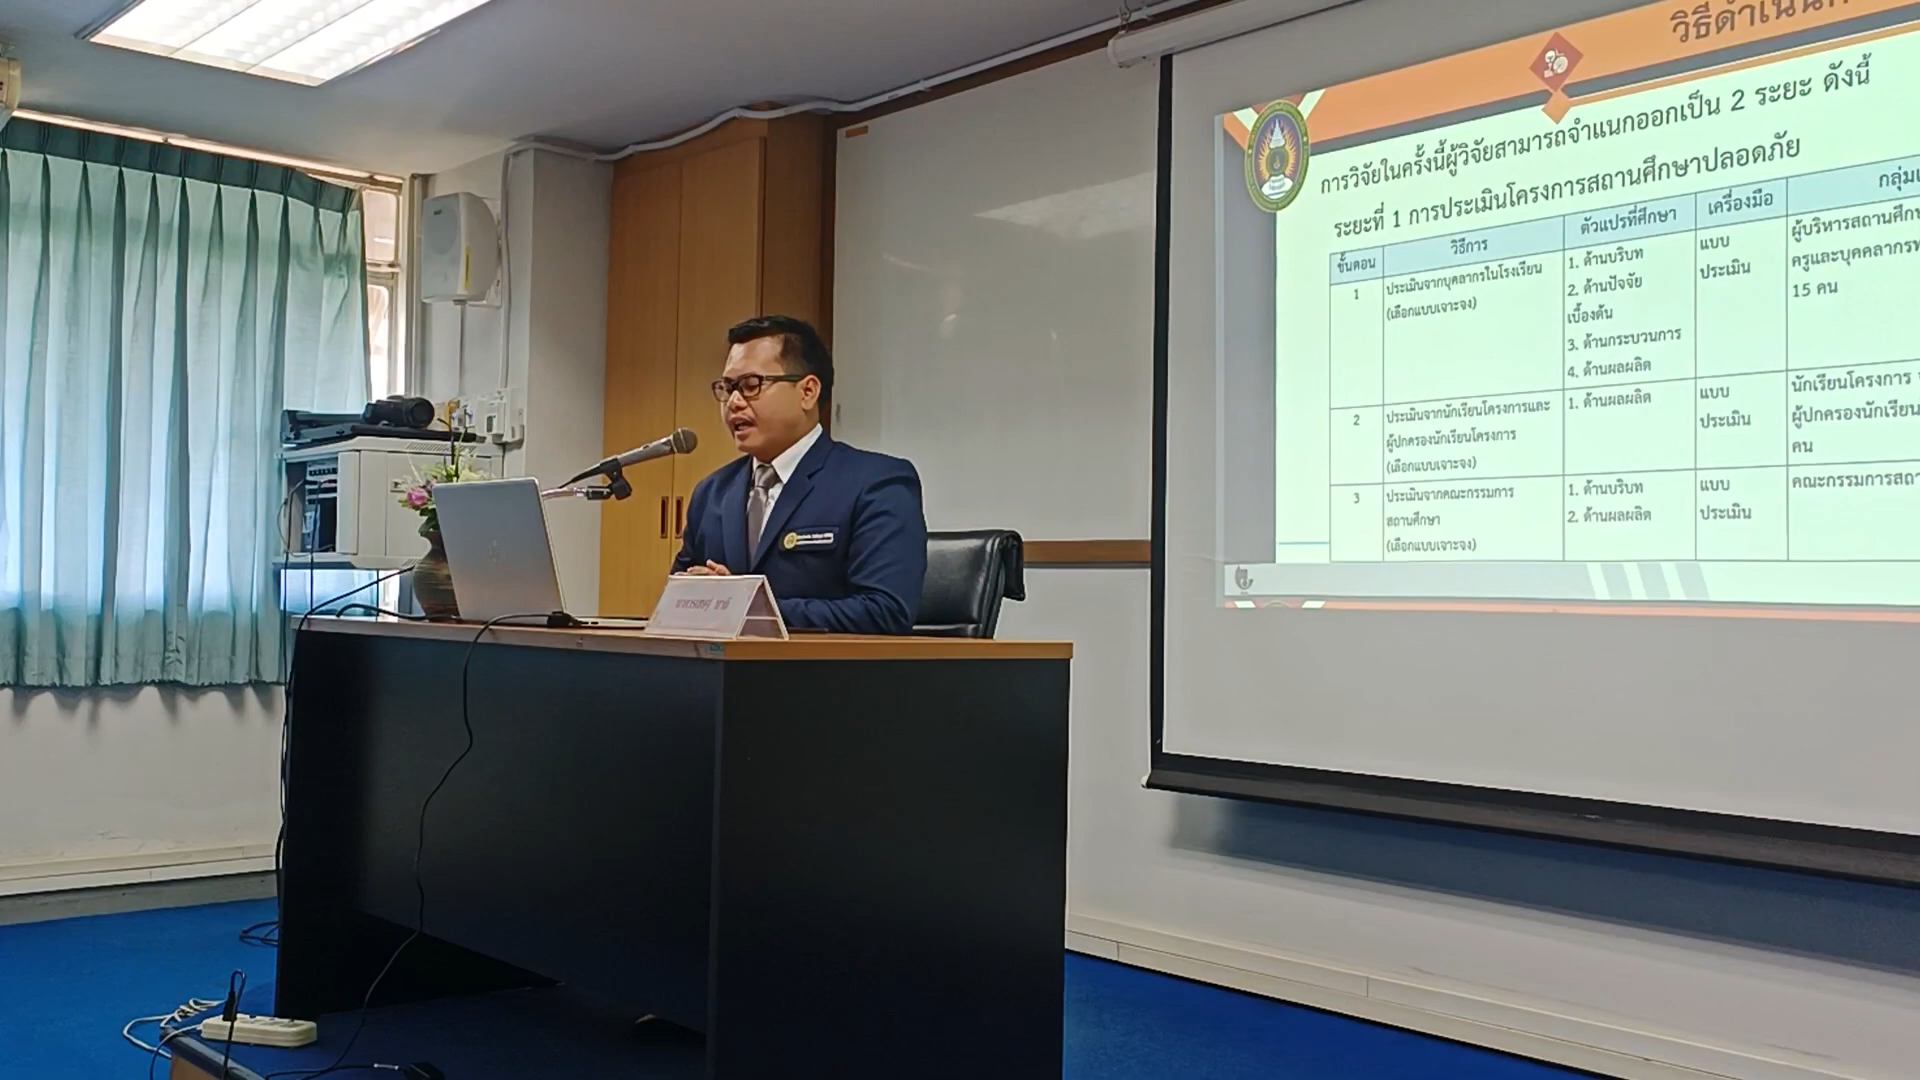 วิธีดำเนิน
การวิจัยในครั้งนี้ผู้วิจัยสามารถจำแนกออกเป็น 2 ระยะ ดังนี้
ระยะที่ 1 การประเมินโครงการสถานศึกษาปลอดภัย
ขั้นตอน วิธีการ ตัวแปรที่ศึกษา เครื่องมือ
1 ประเมินจากบุคลากรในโรงเรียน
(เลือกแบบเจาะจง)
1. ด้านบริบท
2. ด้านปัจจัย
เบื้องต้น
3. ด้านกระบวนการ
4. ด้านผลผลิต
แบบ
ประเมิน
ผู้บริหารสถานศึกษา
ครูและบุคคลากร
15 คน
2 ประเมินจากนักเรียนโครงการและ
ผู้ปกครองนักเรียนโครงการ
(เลือกแบบเจาะจง)
1. ด้านผลผลิต
แบบ
ประเมิน
นักเรียนโครงการ
ผู้ปกครองนักเรียน
คน
3 ประเมินจากคณะกรรมการ
สถานศึกษา
(เลือกแบบเจาะจง)
1. ด้านบริบท
2. ด้านผลผลิต
แบบ
ประเมิน